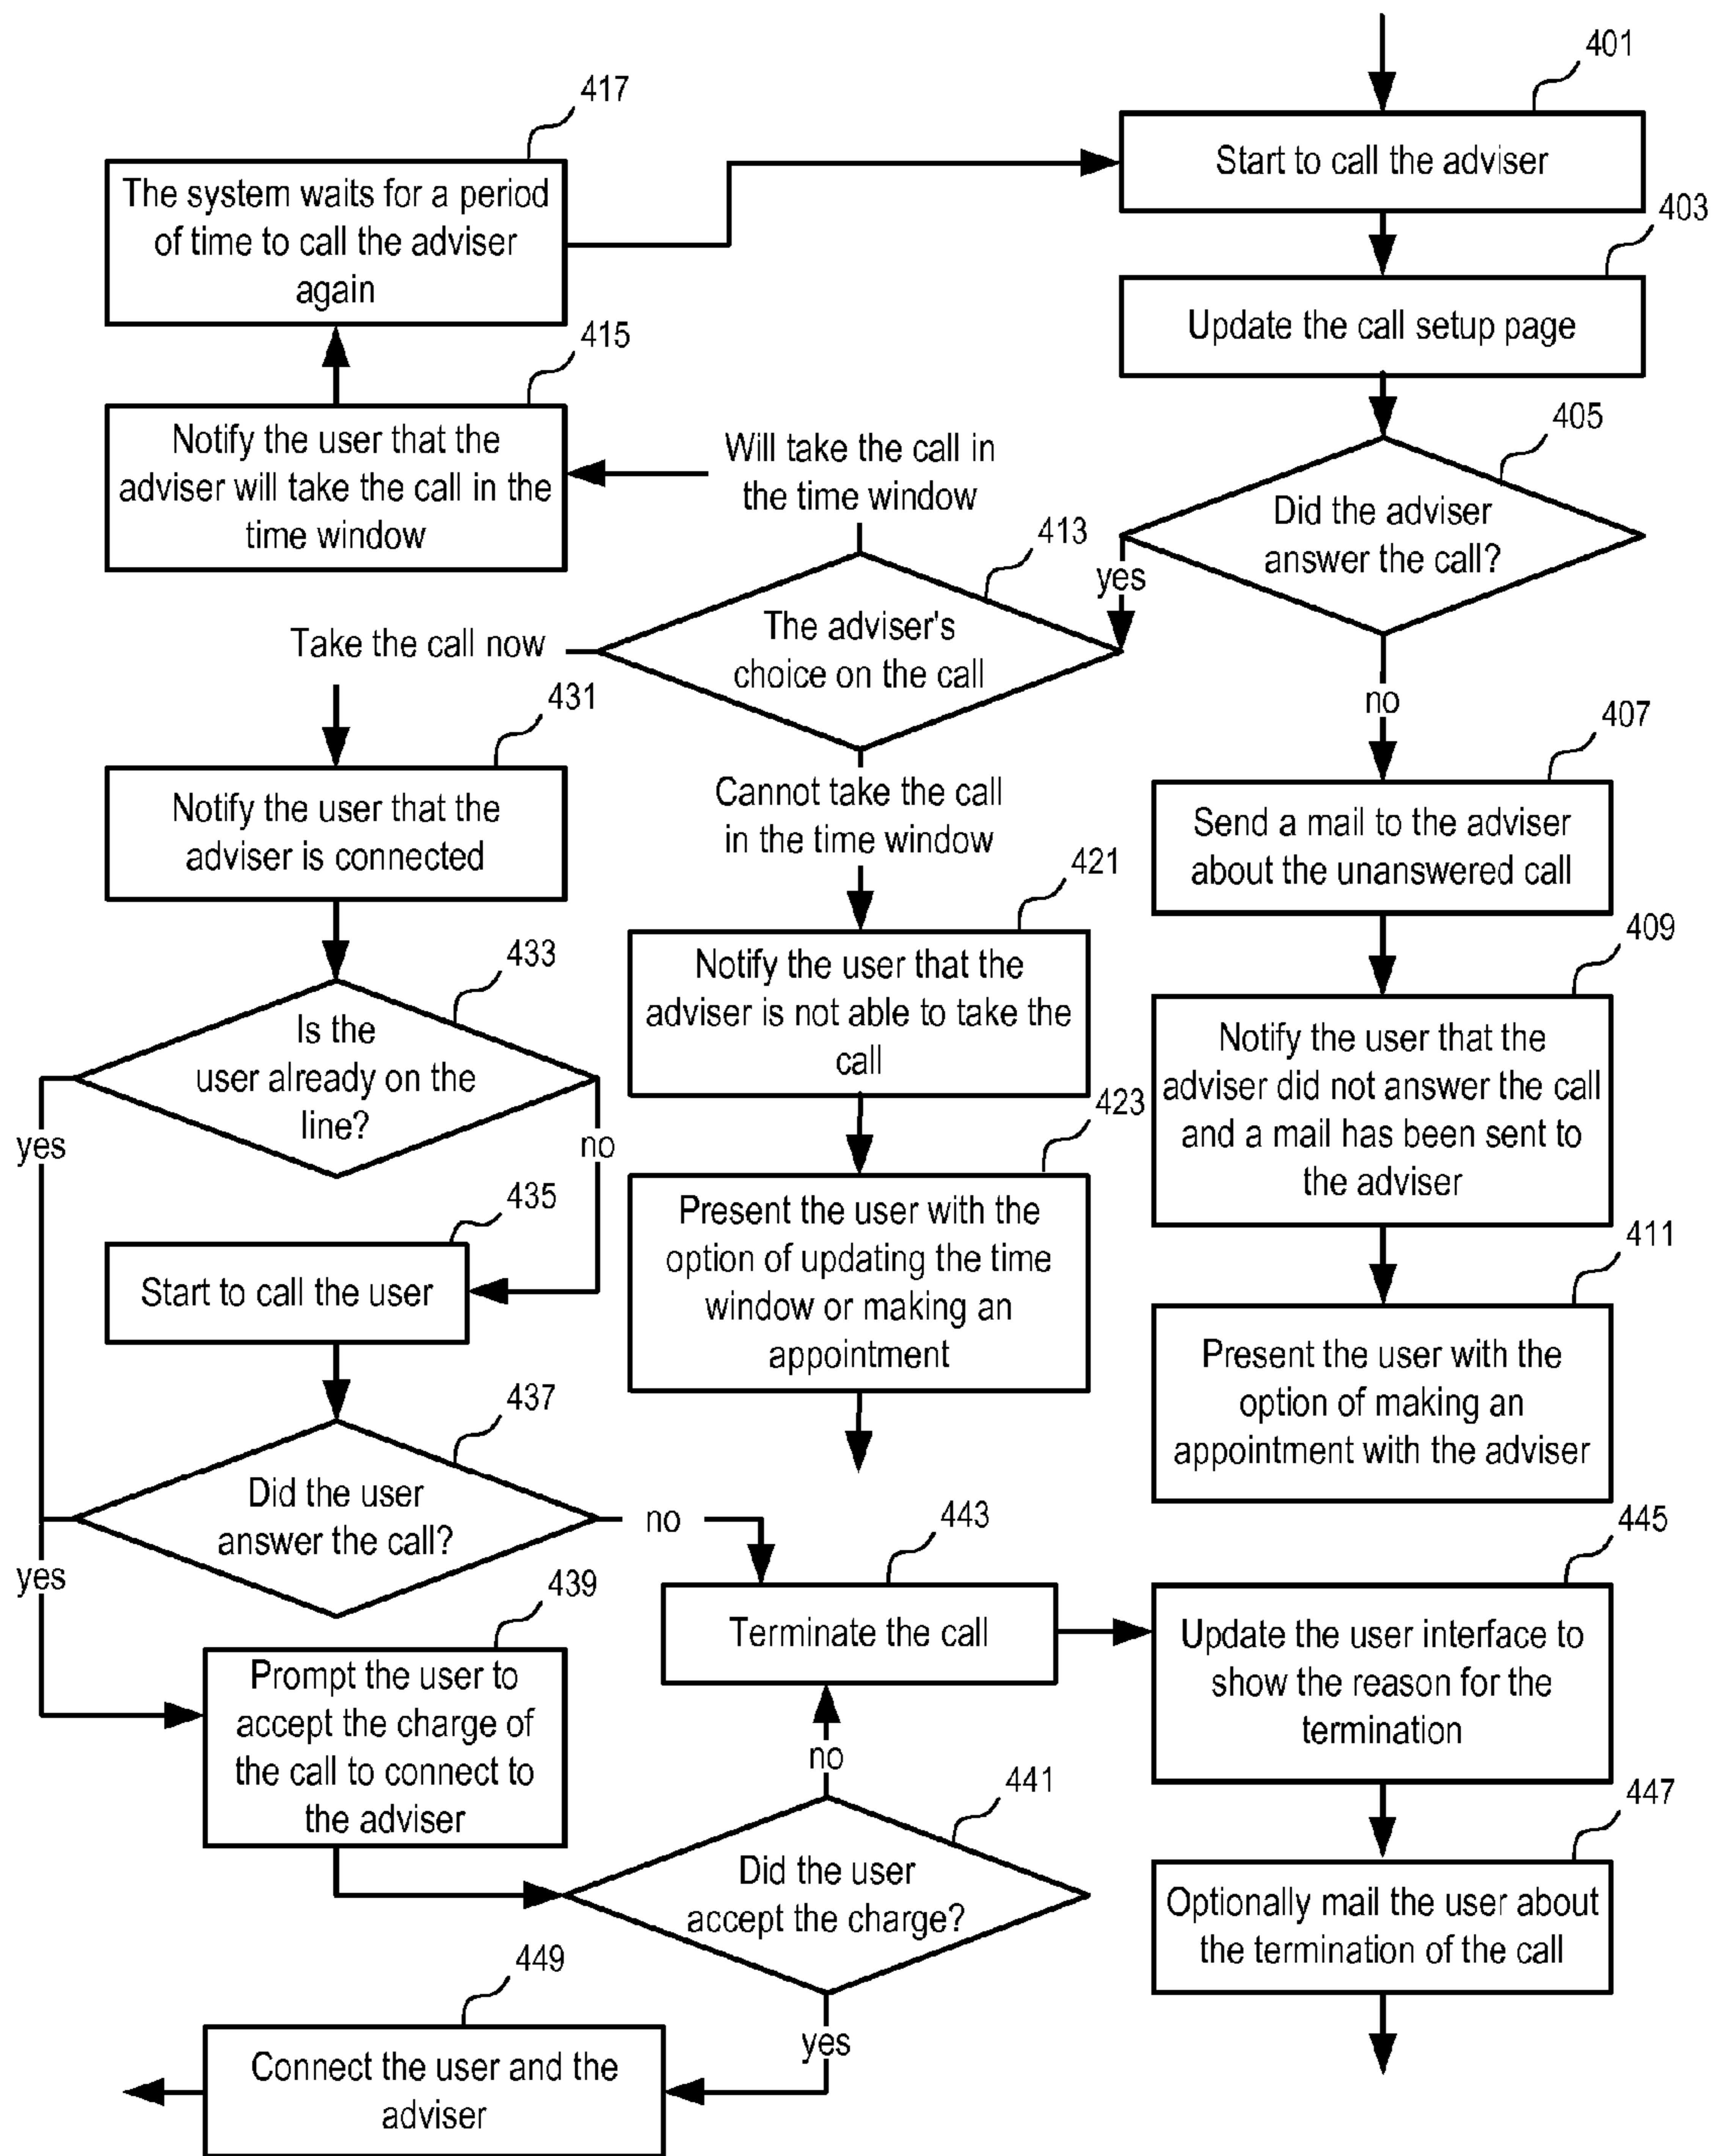 401
Start to call the adviser
403
Update the call setup page
405
Did the adviser
answer the call?
yes
no
407
Send a mail to the adviser
about the unanswered call
409
Notify the user that the
adviser did not answer the call
and a mail has been sent to
the adviser
411
Present the user with the
option of making an
appointment with the adviser
413
The adviser's
choice on the call
Will take the call in
the time window
415
Notify the user that the
adviser will take the call in the
time window
417
The system waits for a period
of time to call the adviser
again
Cannot take the call
in the time window
421
Notify the user that the
adviser is not able to take the
call
423
Present the user with the
option of updating the time
window or making an
appointment
Take the call now
431
Notify the user that the
adviser is connected
433
Is the
user already on the
line?
yes
no
435
Start to call the user
437
Did the user
answer the call?
yes
no
439
Prompt the user to
accept the charge of
the call to connect to
the adviser
441
Did the user
accept the charge?
no
yes
443
Terminate the call
445
Update the user interface to
show the reason for the
termination
447
Optionally mail the user about
the termination of the call
449
Connect the user and the
adviser